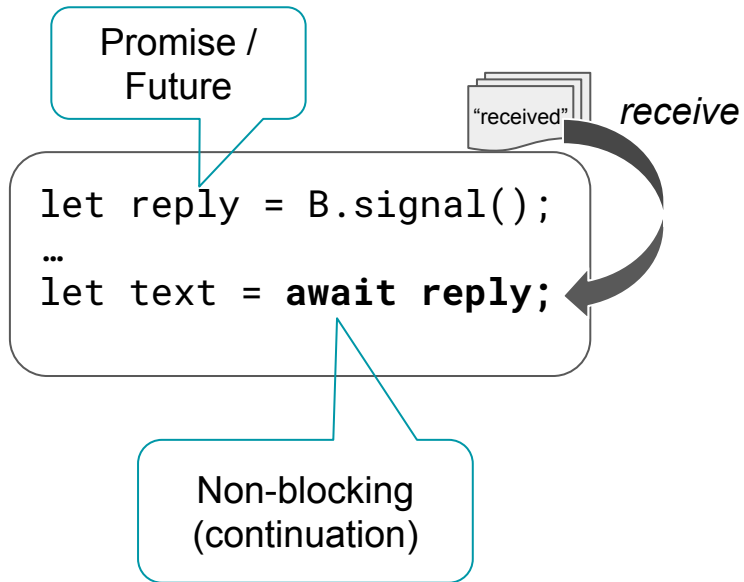 Promise /
Future
“received”
receive
let reply = B.signal();
…
let text = await reply;
Non-blocking
(continuation)